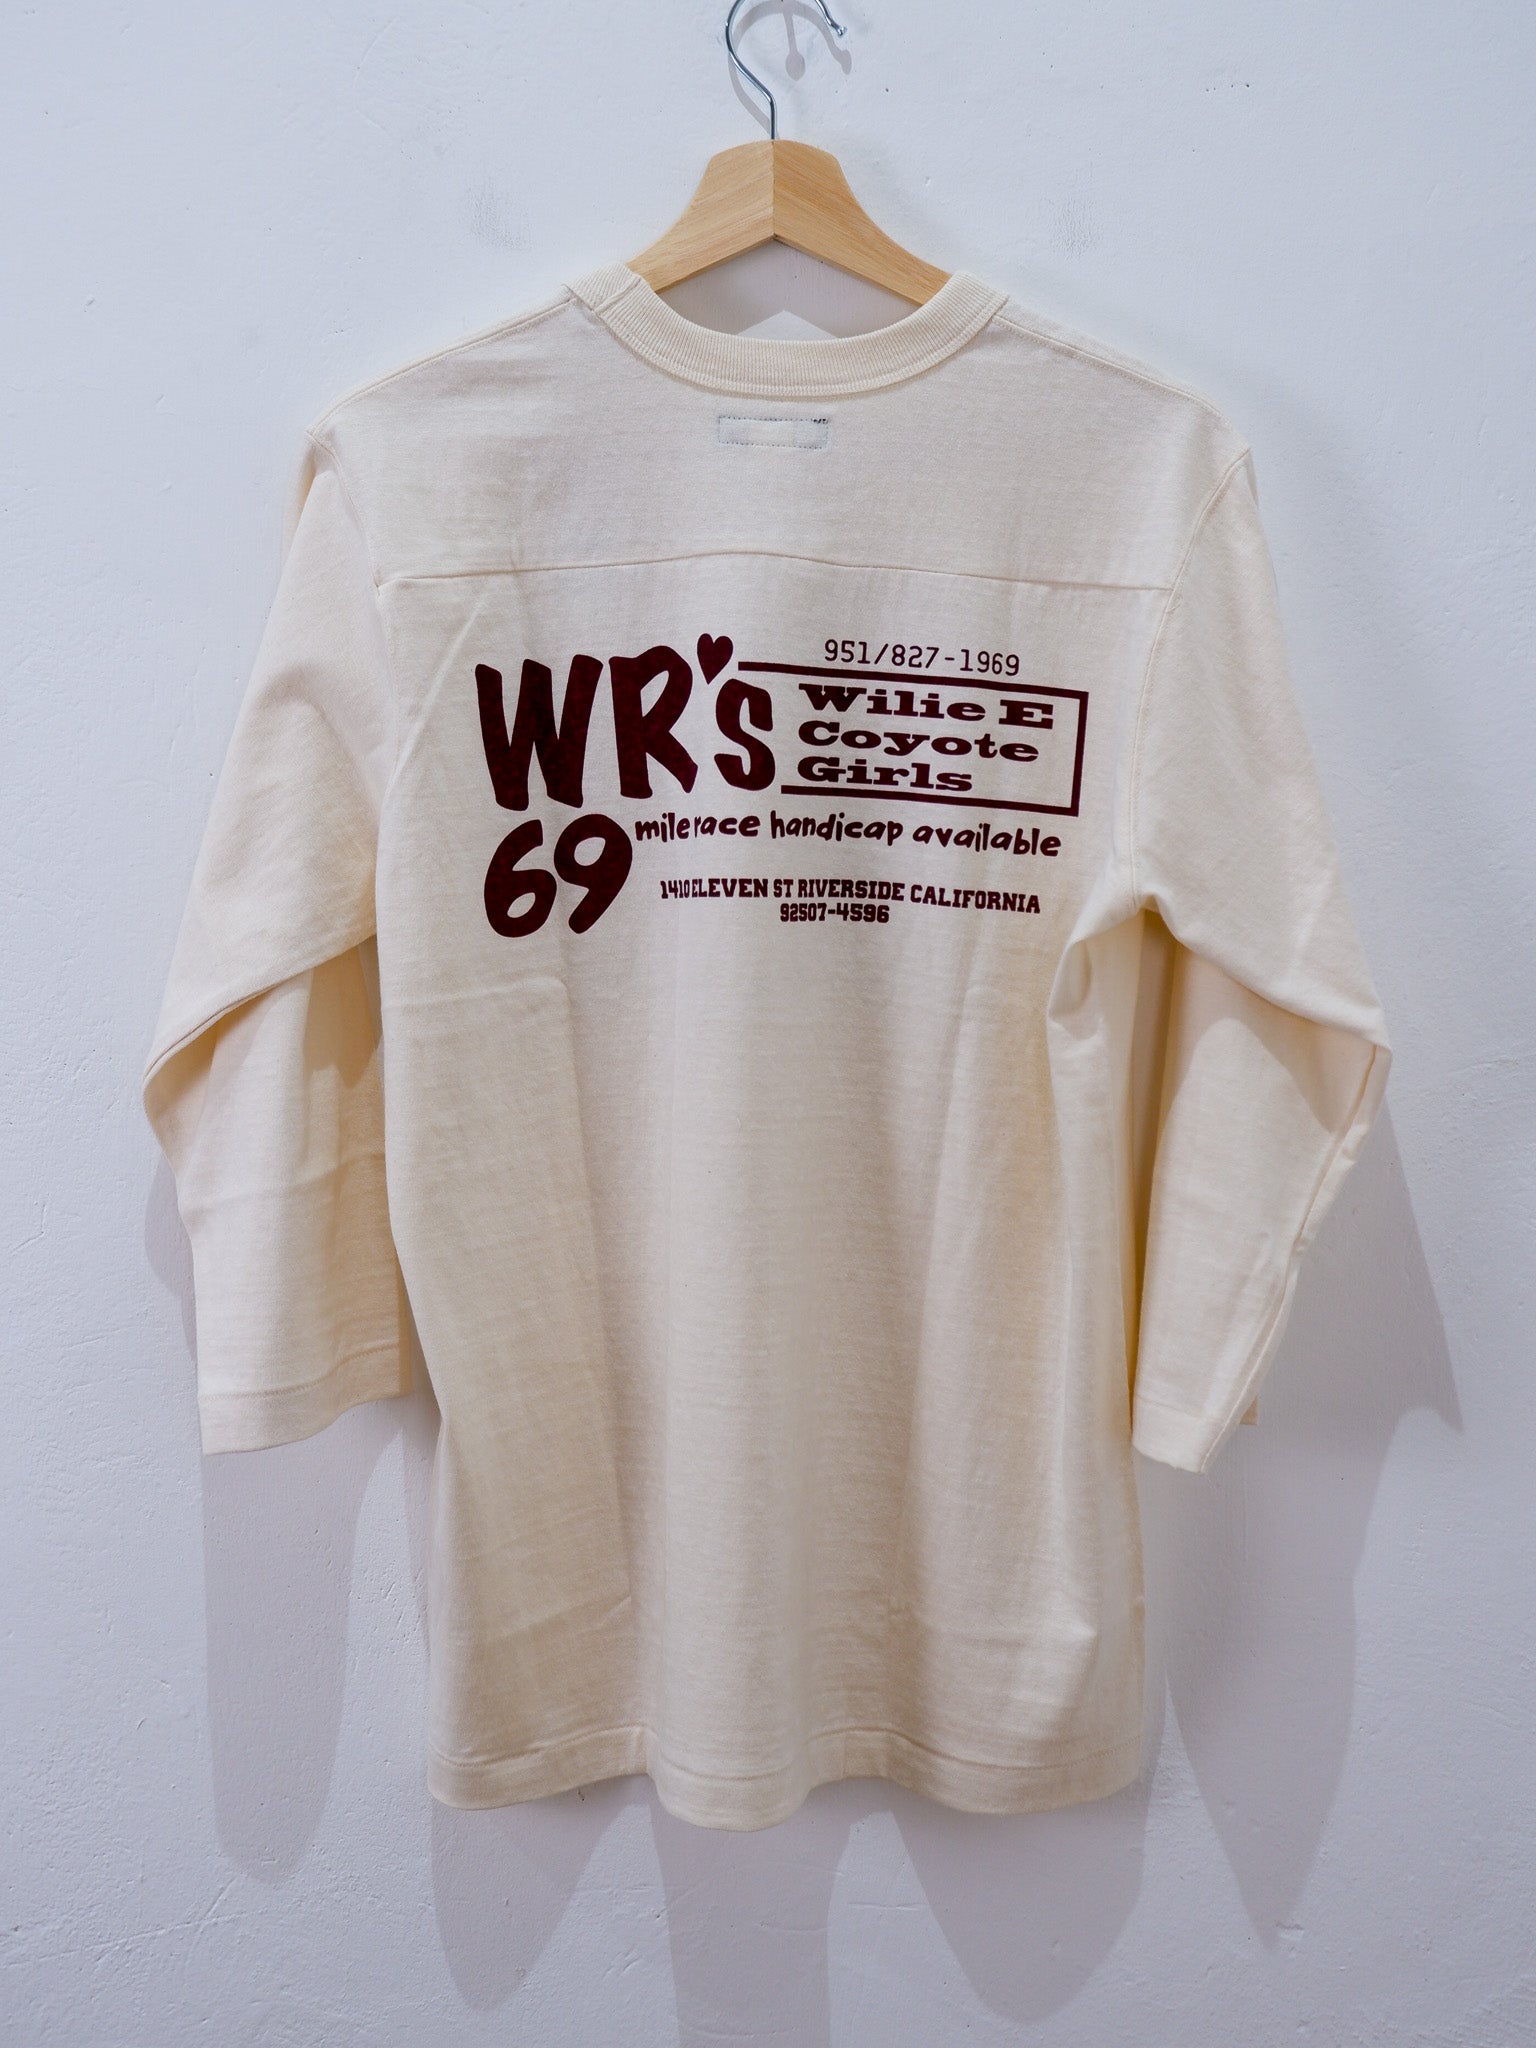 951/827-1969
WR's
Wilie E
Coyote
Girls
69 mile race handicap available
1410 ELEVEN ST RIVERSIDE CALIFORNIA
92507-4596